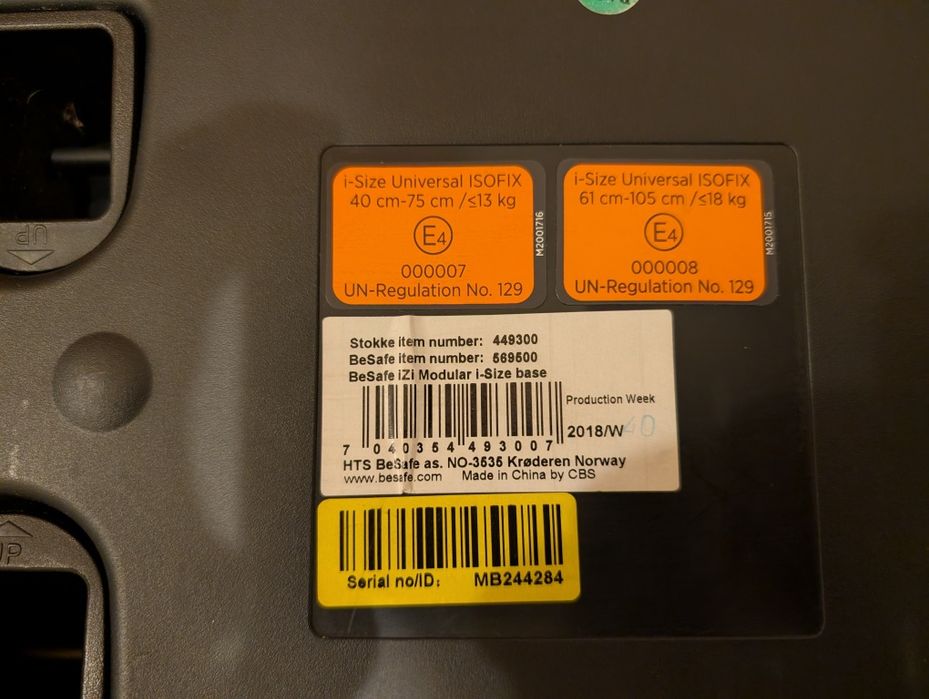 UP
i-Size Universal ISOFIX
40 cm-75 cm /≤13 kg
E4
000007
UN-Regulation No. 129
M2001716
i-Size Universal ISOFIX
61 cm-105 cm /≤18 kg
E4
000008
UN-Regulation No. 129
M2001715
Stokke item number: 449300
BeSafe item number: 569500
BeSafe iZi Modular i-Size base
7 040354 493007
Production Week
2018/W 40
HTS BeSafe as. NO-3535 Krøderen Norway
www.besafe.com Made in China by CBS
UP
Serial no/ID: MB244284